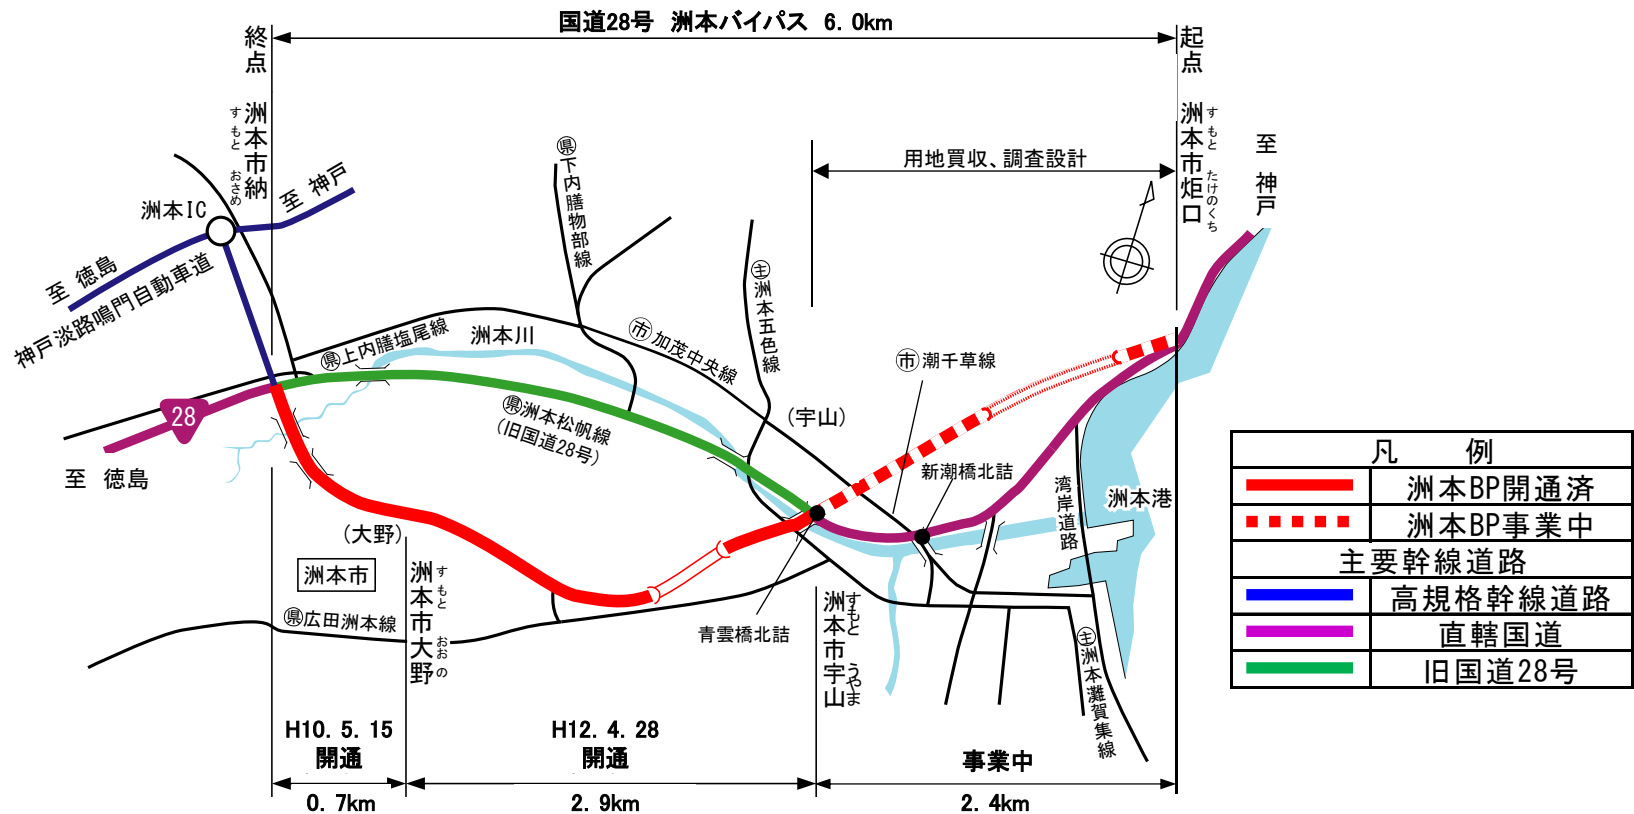 国道28号 洲本バイパス 6.0km
終点 洲本市納
すもと おさめ
起点 洲本市炬口
すもと たけのくち
至 神戸
用地買収、調査設計
洲本IC
至 神戸
至 徳島
神戸淡路鳴門自動車道
県下内膳物部線
主洲本五色線
県上内膳塩尾線
洲本川
市加茂中央線
市潮千草線
28
県洲本松帆線
(旧国道28号)
(宇山)
新潮橋北詰
至 徳島
湾岸道路
洲本港
(大野)
洲本市
県広田洲本線
洲本市大野
すもと おおの
青雲橋北詰
洲本市宇山
すもと うやま
主洲本灘賀集線
H10.5.15
開通
0.7km
H12.4.28
開通
2.9km
事業中
2.4km
凡 例
洲本BP開通済
洲本BP事業中
主要幹線道路
高規格幹線道路
直轄国道
旧国道28号